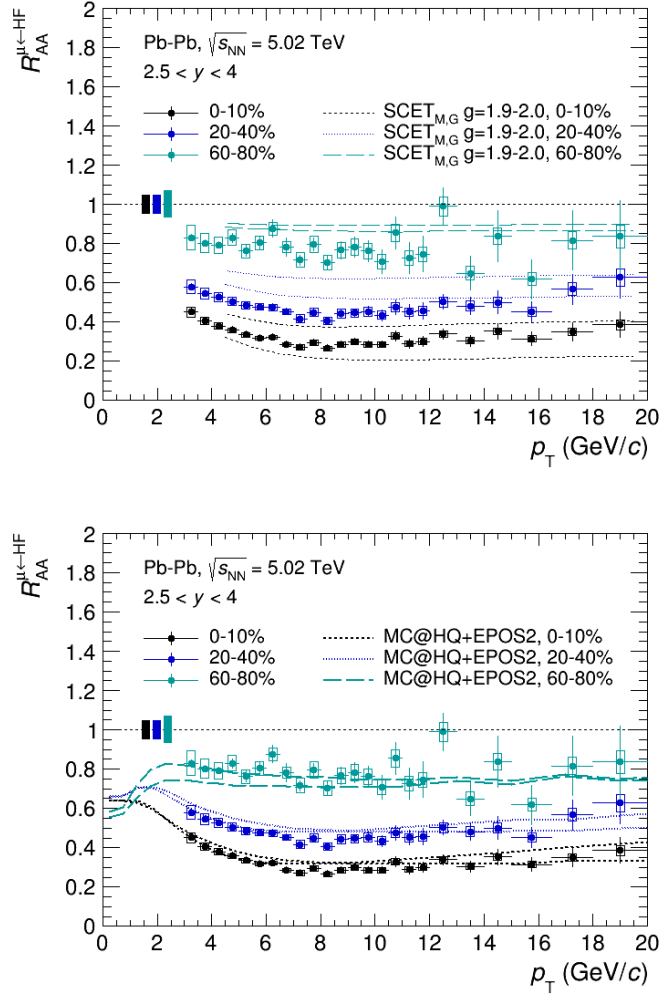 R_AA^μ←HF
2
1.8
1.6
1.4
1.2
1
0.8
0.6
0.4
0.2
0
Pb-Pb, √s_NN = 5.02 TeV
2.5 < y < 4
0-10% SCET_M,G g=1.9-2.0, 0-10%
20-40% SCET_M,G g=1.9-2.0, 20-40%
60-80% SCET_M,G g=1.9-2.0, 60-80%
0 2 4 6 8 10 12 14 16 18 20
p_T (GeV/c)
R_AA^μ←HF
2
1.8
1.6
1.4
1.2
1
0.8
0.6
0.4
0.2
0
Pb-Pb, √s_NN = 5.02 TeV
2.5 < y < 4
0-10% MC@HQ+EPOS2, 0-10%
20-40% MC@HQ+EPOS2, 20-40%
60-80% MC@HQ+EPOS2, 60-80%
0 2 4 6 8 10 12 14 16 18 20
p_T (GeV/c)